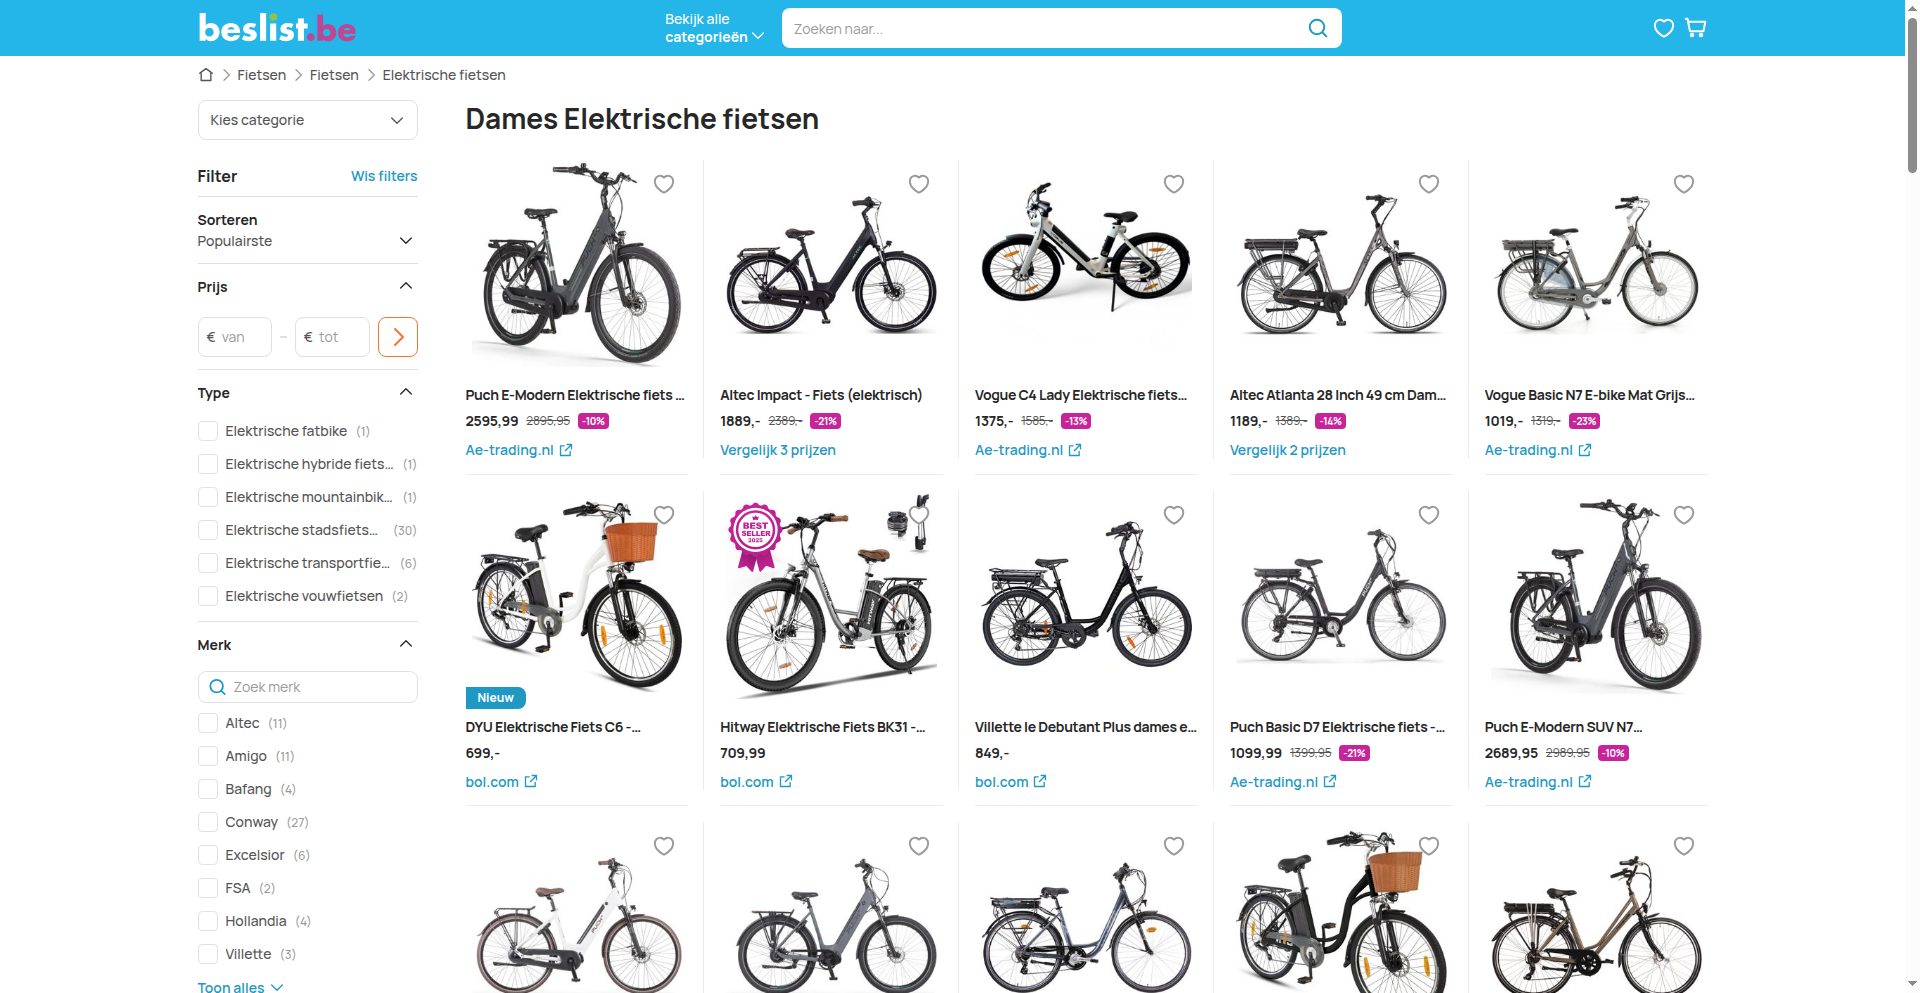 beslist.be
Bekijk alle
categorieën
Zoeken naar...
Fietsen
Fietsen
Elektrische fietsen
Kies categorie
Dames Elektrische fietsen
Filter
Wis filters
Sorteren
Populairste
Prijs
€ van
–
€ tot
Type
Elektrische fatbike (1)
Elektrische hybride fiets... (1)
Elektrische mountainbik... (1)
Elektrische stadsfiets... (30)
Elektrische transportfie... (6)
Elektrische vouwfietsen (2)
Merk
Zoek merk
Altec (11)
Amigo (11)
Bafang (4)
Conway (27)
Excelsior (6)
FSA (2)
Hollandia (4)
Villette (3)
Toon alles
Puch E-Modern Elektrische fiets ...
2595,99 2895,95 -10%
Ae-trading.nl
Altec Impact - Fiets (elektrisch)
1889,- 2389,- -21%
Vergelijk 3 prijzen
Vogue C4 Lady Elektrische fiets...
1375,- 1585,- -13%
Ae-trading.nl
Altec Atlanta 28 Inch 49 cm Dam...
1189,- 1389,- -14%
Vergelijk 2 prijzen
Vogue Basic N7 E-bike Mat Grijs...
1019,- 1319,- -23%
Ae-trading.nl
Nieuw
DYU Elektrische Fiets C6 -...
699,-
bol.com
BEST
SELLER
2025
Hitway Elektrische Fiets BK31 -...
709,99
bol.com
Villette le Debutant Plus dames e...
849,-
bol.com
Puch Basic D7 Elektrische fiets -...
1099,99 1399,95 -21%
Ae-trading.nl
Puch E-Modern SUV N7...
2689,95 2989,95 -10%
Ae-trading.nl